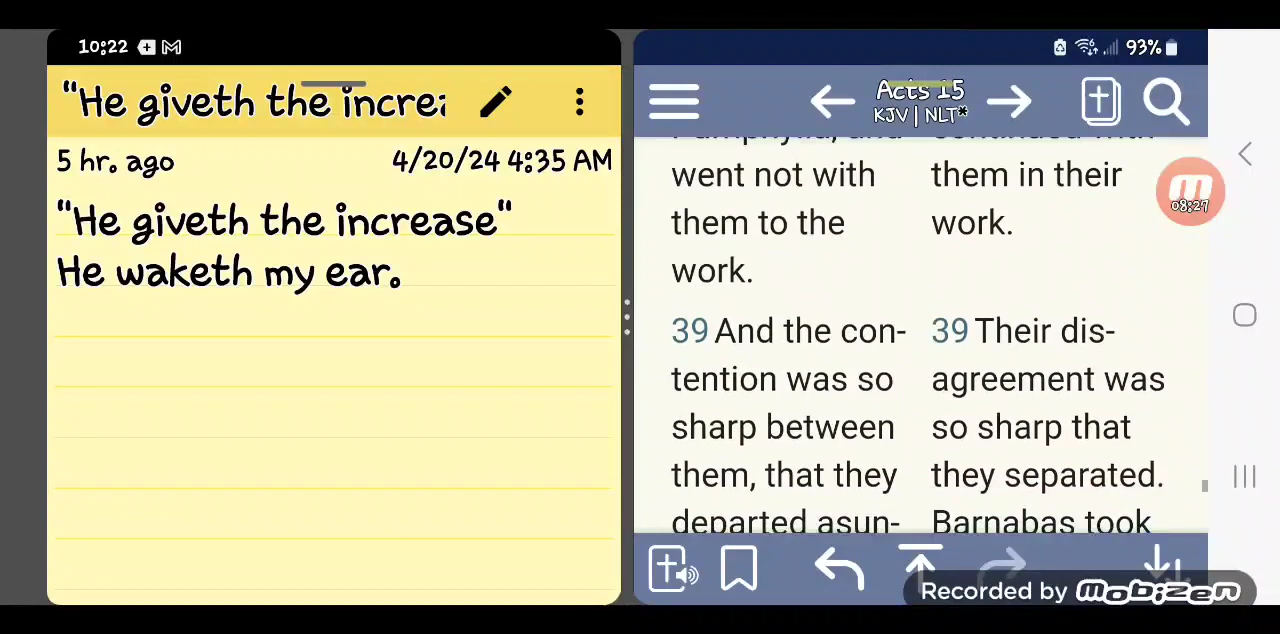 10:22
93%
"He giveth the increa
Acts 15
KJV | NLT*
5 hr. ago
4/20/24 4:35 AM
"He giveth the increase"
He waketh my ear.
went not with
them to the
work.
39 And the con-
tention was so
sharp between
them, that they
departed asun-
them in their
work.
39 Their dis-
agreement was
so sharp that
they separated.
Barnabas took
08:27
Recorded by Mobizen